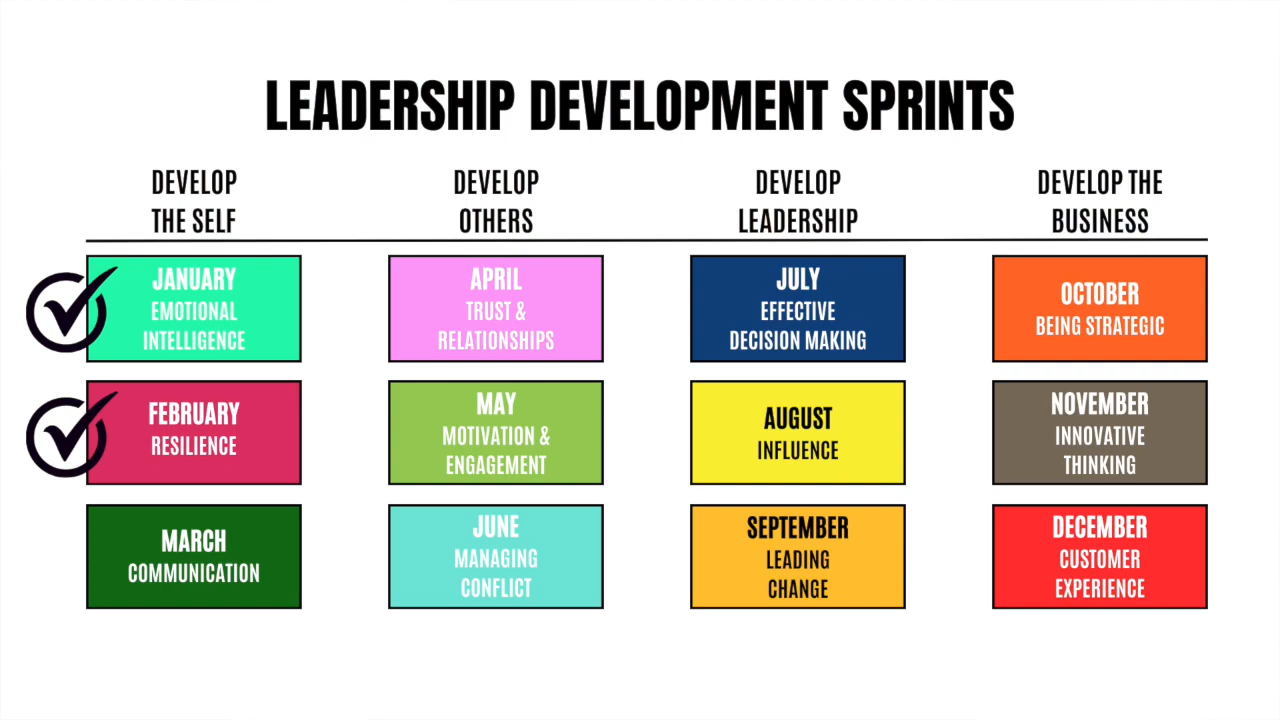 LEADERSHIP DEVELOPMENT SPRINTS
DEVELOP
THE SELF
JANUARY
EMOTIONAL
INTELLIGENCE
FEBRUARY
RESILIENCE
MARCH
COMMUNICATION
DEVELOP
OTHERS
APRIL
TRUST &
RELATIONSHIPS
MAY
MOTIVATION &
ENGAGEMENT
JUNE
MANAGING
CONFLICT
DEVELOP
LEADERSHIP
JULY
EFFECTIVE
DECISION MAKING
AUGUST
INFLUENCE
SEPTEMBER
LEADING
CHANGE
DEVELOP THE
BUSINESS
OCTOBER
BEING STRATEGIC
NOVEMBER
INNOVATIVE
THINKING
DECEMBER
CUSTOMER
EXPERIENCE